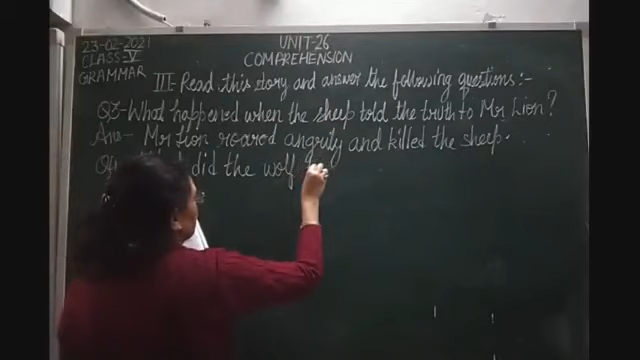 23-02-2021
CLASS-V
GRAMMAR
UNIT-26
COMPREHENSION
III- Read this story and answer the following questions:-
Q3- What happened when the sheep told the truth to Mr Lion?
Ans- Mr Lion roared angrily and killed the sheep.
Q4- did the wolf